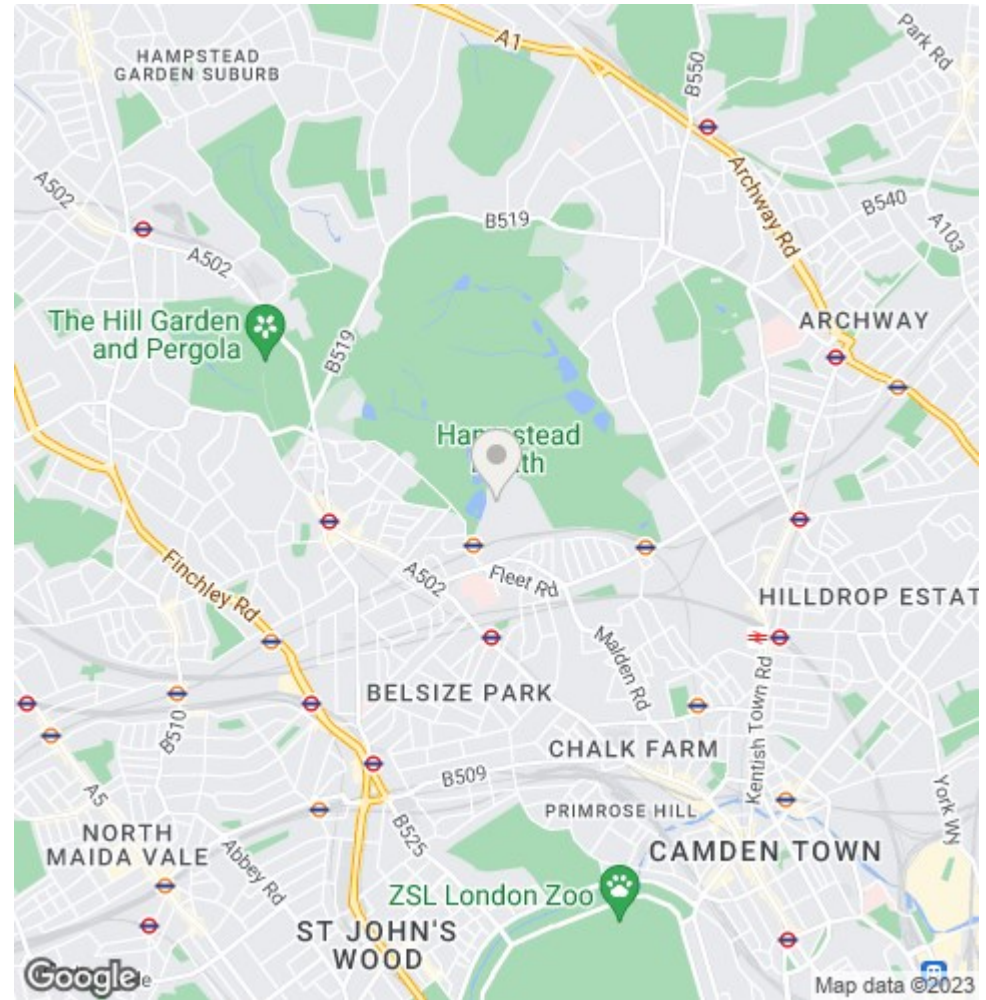 A1
Park Rd
HAMPSTEAD
GARDEN SUBURB
B550
A502
Archway Rd
B540
A103
B519
A502
The Hill Garden
and Pergola
B519
ARCHWAY
Hampstead
Finchley Rd
A502
Fleet Rd
HILLDROP ESTAT
Malden Rd
BELSIZE PARK
Kentish Town Rd
B510
CHALK FARM
B509
A5
PRIMROSE HILL
York Wy
NORTH
MAIDA VALE
B525
Abbey Rd
CAMDEN TOWN
ZSL London Zoo
ST JOHN'S
WOOD
Google
Map data ©2023